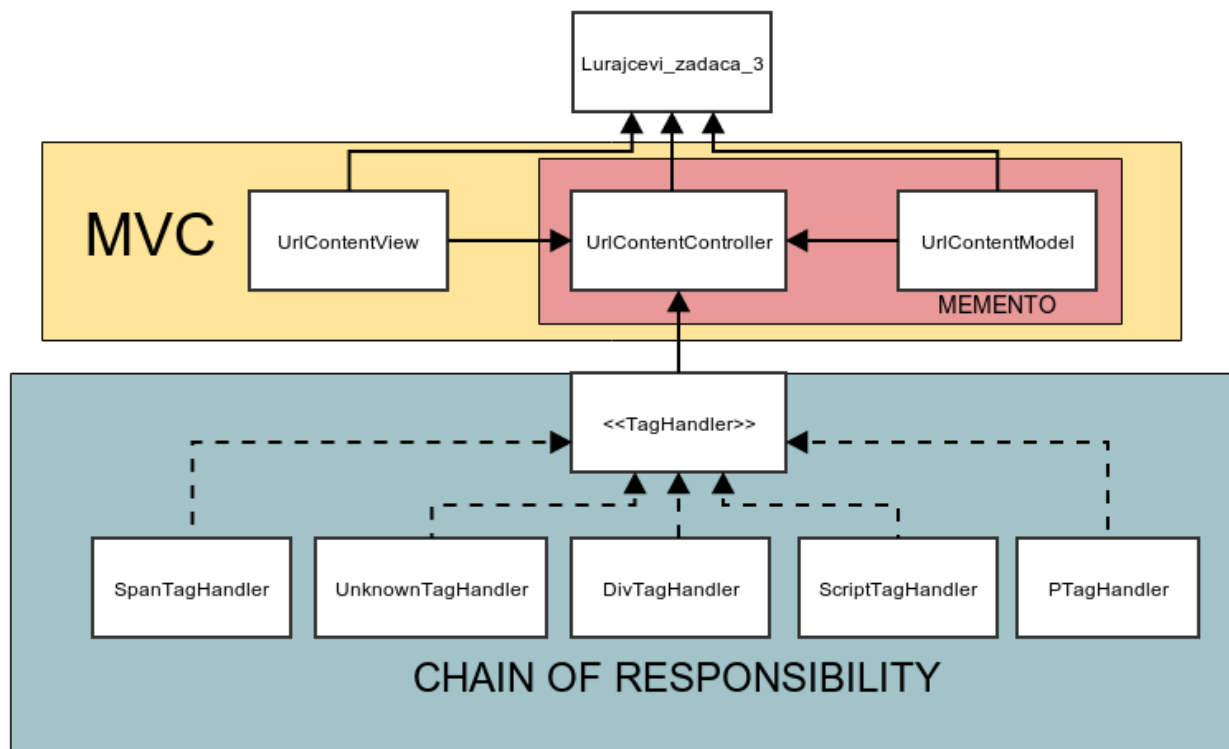 Lurajcevi_zadaca_3
MVC
UrlContentView
UrlContentController
UrlContentModel
MEMENTO
<<TagHandler>>
SpanTagHandler
UnknownTagHandler
DivTagHandler
ScriptTagHandler
PTagHandler
CHAIN OF RESPONSIBILITY